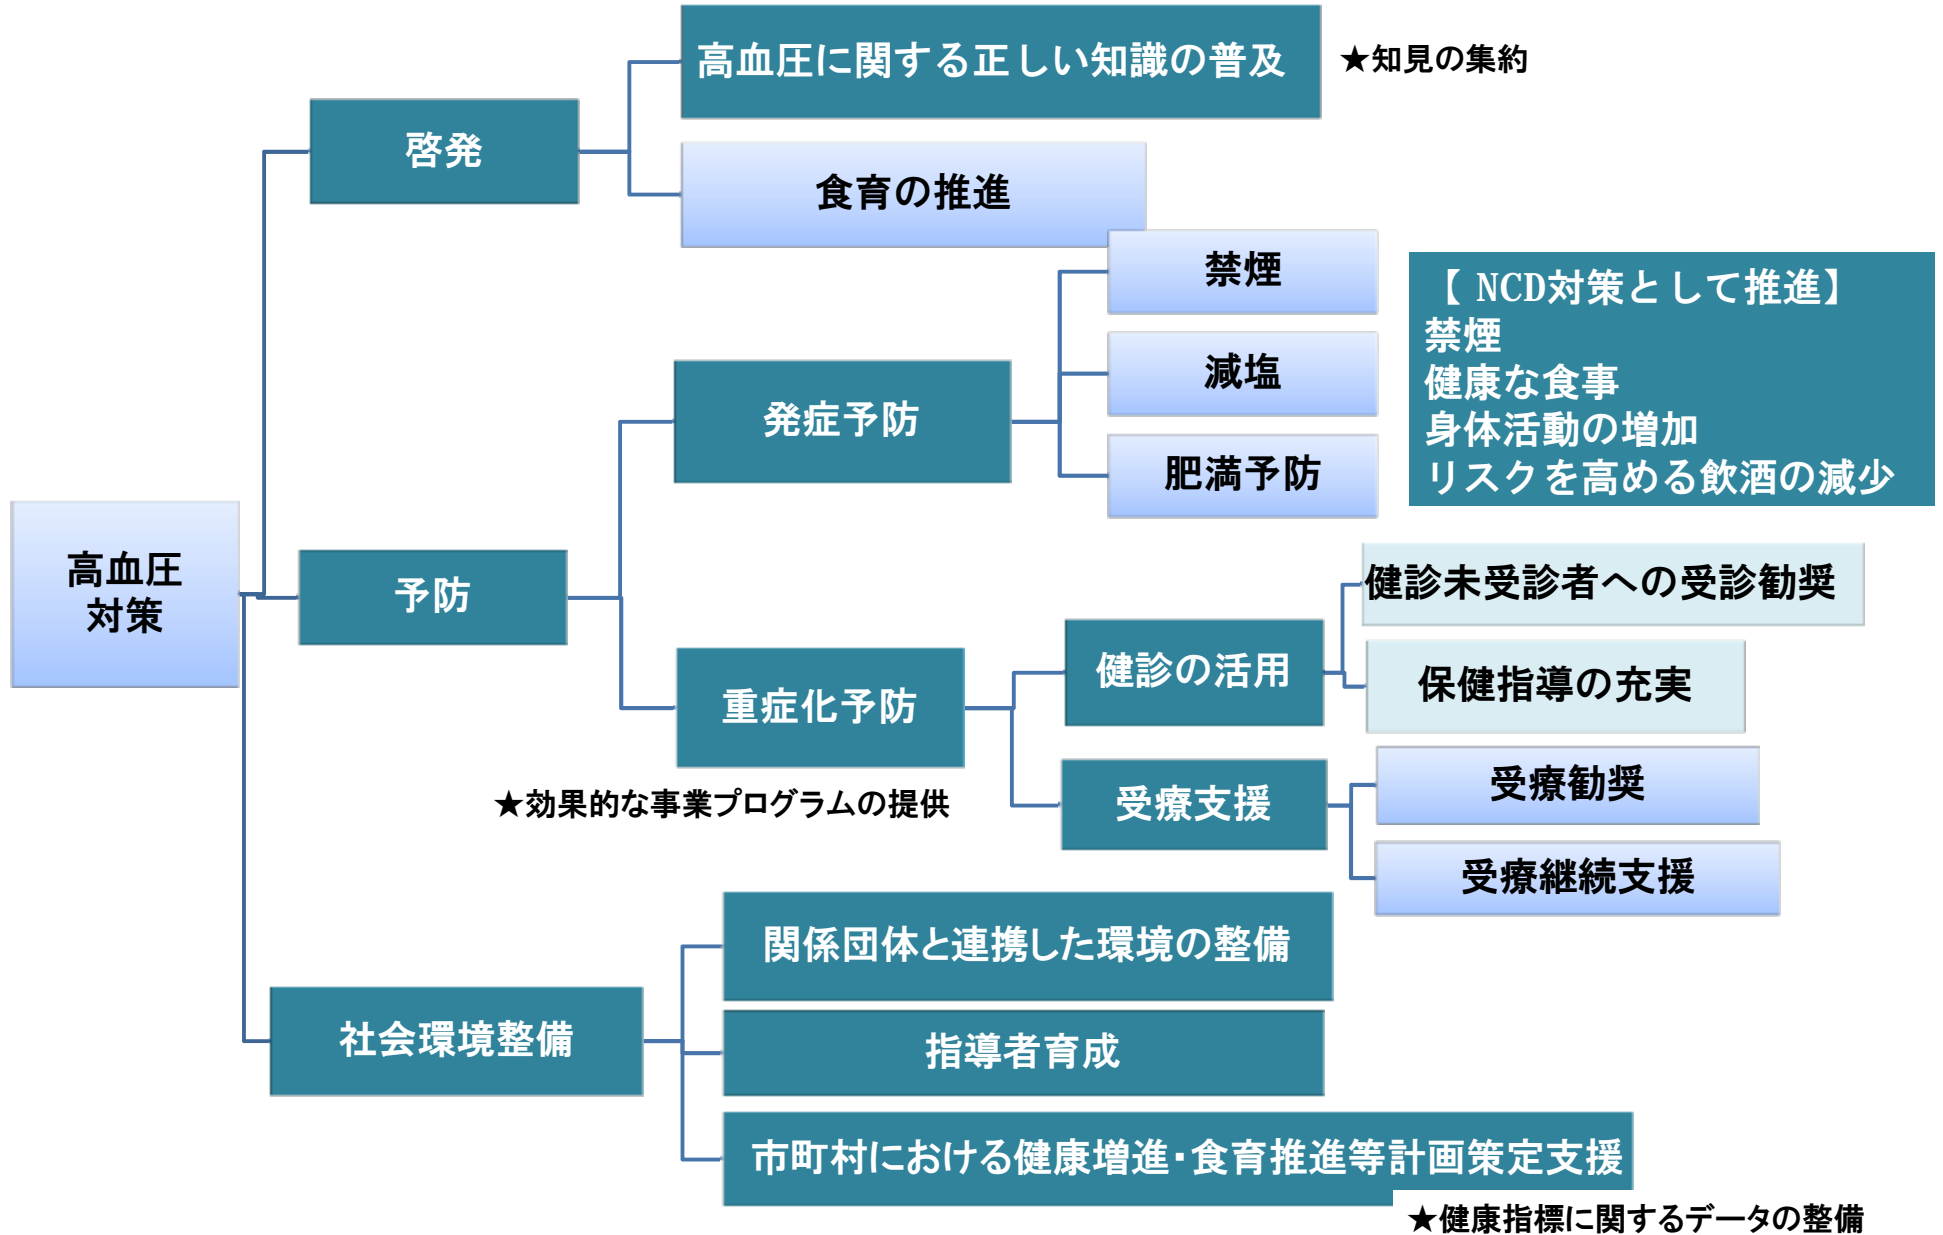 高血圧に関する正しい知識の普及
★知見の集約
啓発
食育の推進
禁煙
減塩
肥満予防
発症予防
【 NCD対策として推進】
禁煙
健康な食事
身体活動の増加
リスクを高める飲酒の減少
高血圧
対策
予防
健診未受診者への受診勧奨
健診の活用
保健指導の充実
重症化予防
★効果的な事業プログラムの提供
受療支援
受療勧奨
受療継続支援
関係団体と連携した環境の整備
社会環境整備
指導者育成
市町村における健康増進・食育推進等計画策定支援
★健康指標に関するデータの整備